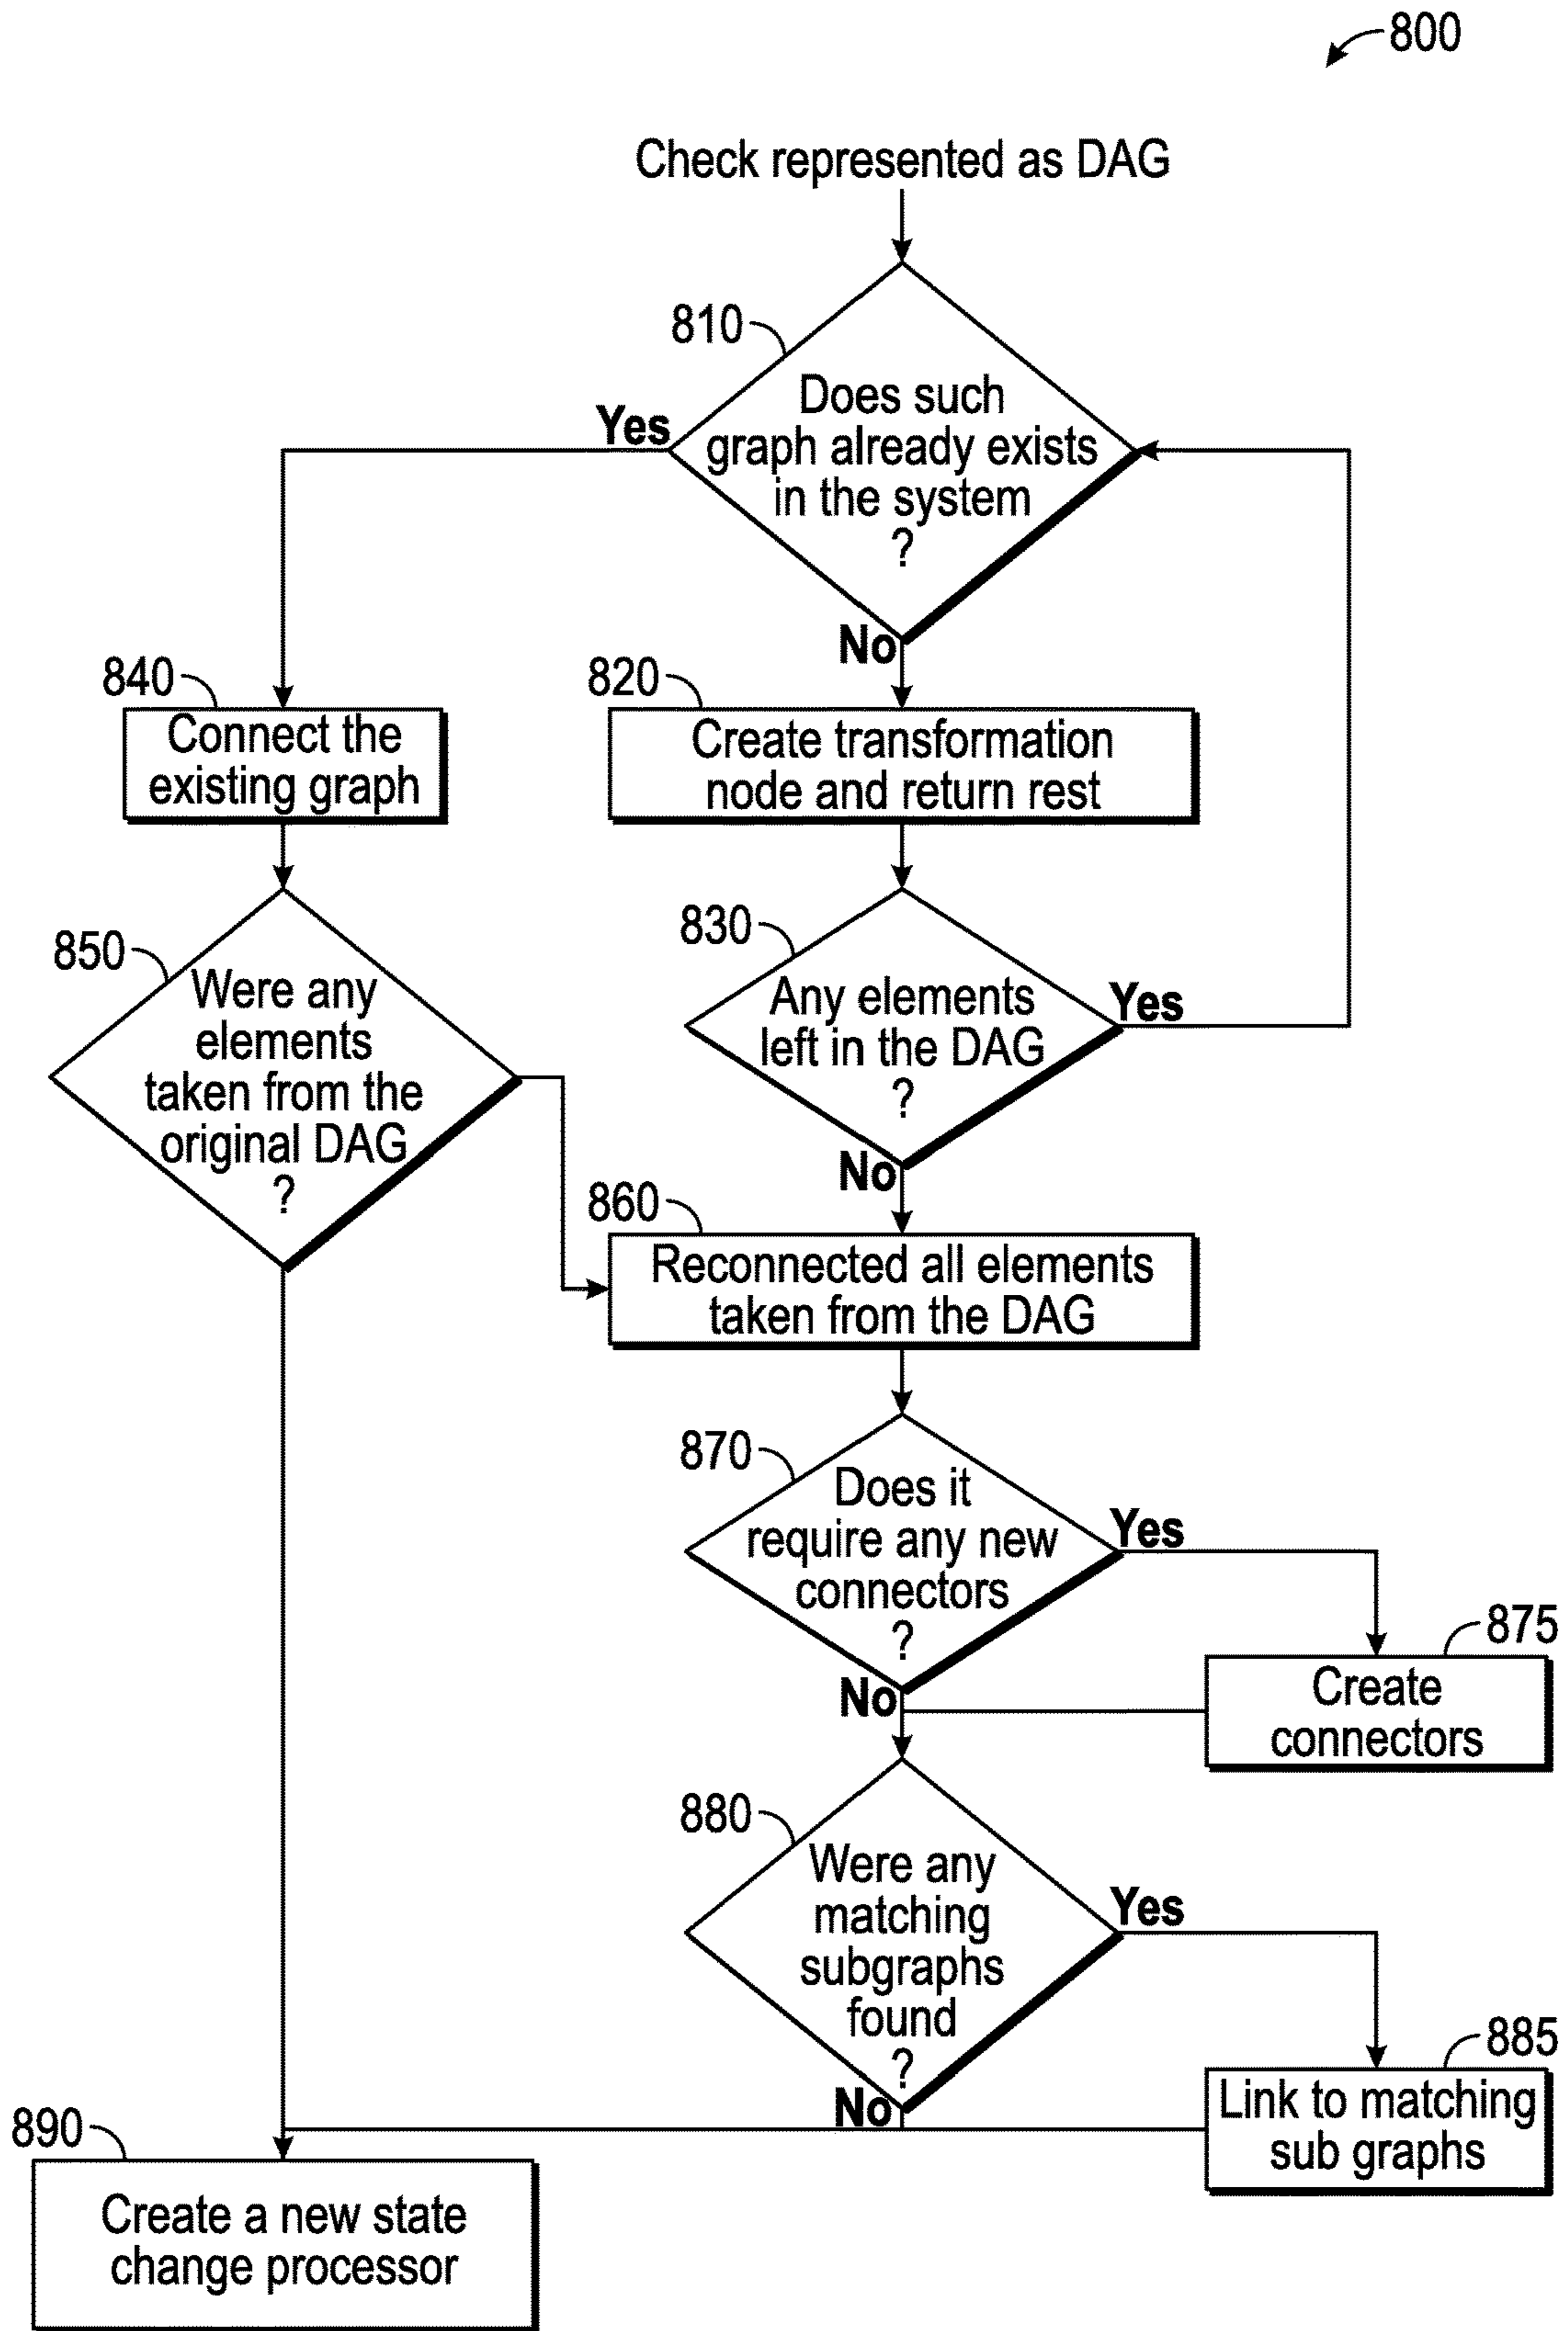 800
Check represented as DAG
810
Does such
graph already exists
in the system
?
Yes
No
840
Connect the
existing graph
820
Create transformation
node and return rest
850
Were any
elements
taken from the
original DAG
?
830
Any elements
left in the DAG
?
Yes
No
860
Reconnected all elements
taken from the DAG
870
Does it
require any new
connectors
?
Yes
No
875
Create
connectors
880
Were any
matching
subgraphs
found
?
Yes
No
885
Link to matching
sub graphs
890
Create a new state
change processor